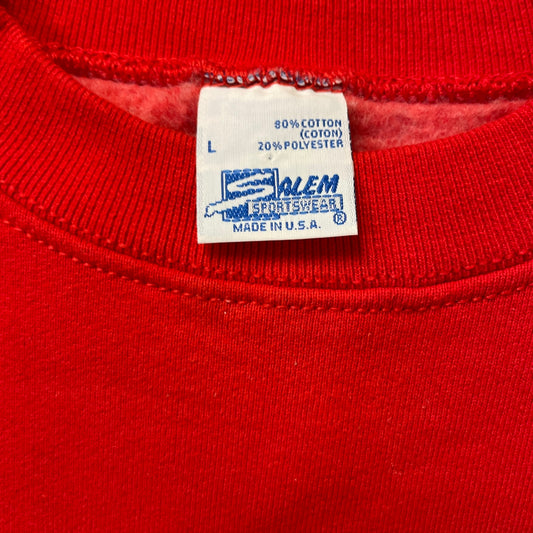 80% COTTON
(COTON)
L 20% POLYESTER
SALEM
SPORTSWEAR
®
MADE IN U.S.A.